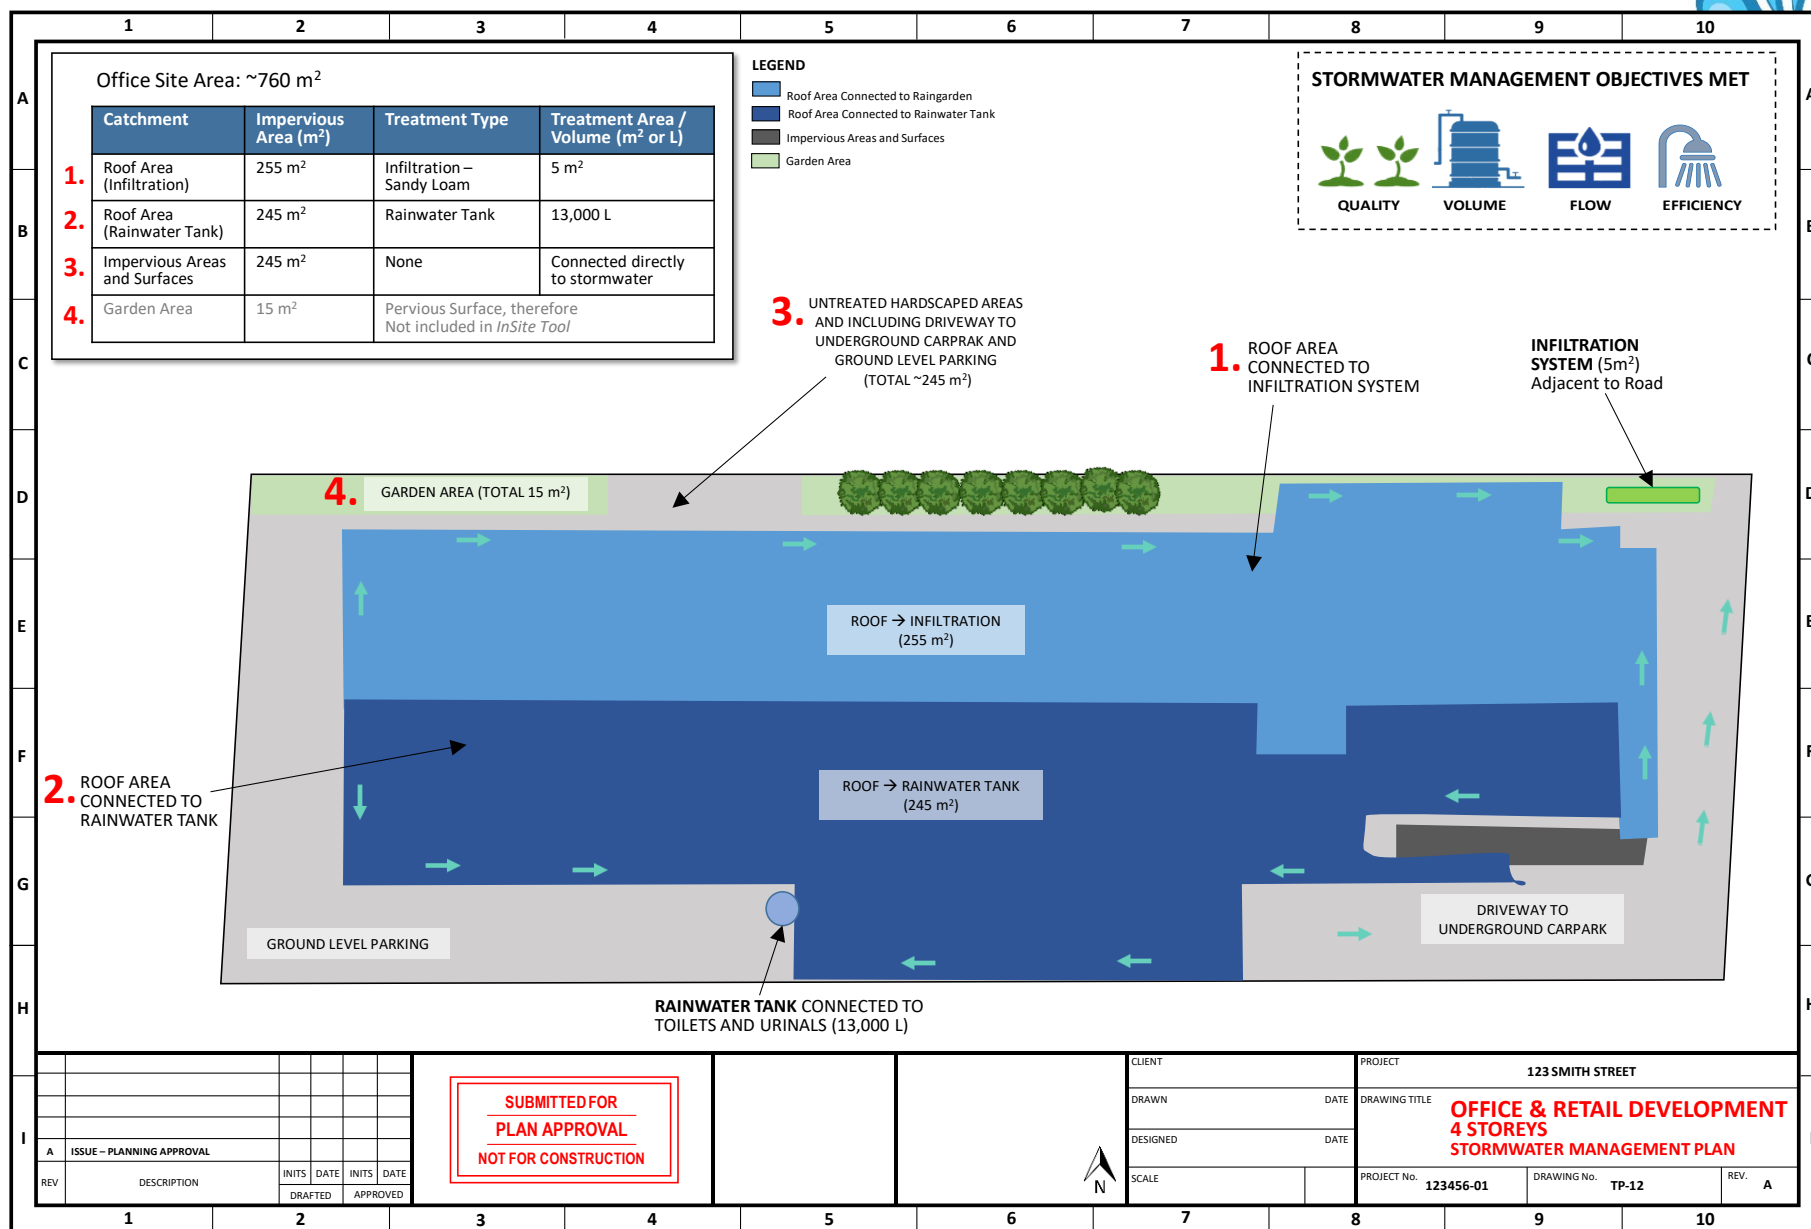 1 2 3 4 5 6 7 8 9 10
A
B
C
D
E
F
G
H
I
Office Site Area: ~760 m²
Catchment Impervious Area (m²) Treatment Type Treatment Area / Volume (m² or L)
1. Roof Area (Infiltration) 255 m² Infiltration – Sandy Loam 5 m²
2. Roof Area (Rainwater Tank) 245 m² Rainwater Tank 13,000 L
3. Impervious Areas and Surfaces 245 m² None Connected directly to stormwater
4. Garden Area 15 m² Pervious Surface, therefore Not included in InSite Tool
LEGEND
Roof Area Connected to Raingarden
Roof Area Connected to Rainwater Tank
Impervious Areas and Surfaces
Garden Area
STORMWATER MANAGEMENT OBJECTIVES MET
QUALITY VOLUME FLOW EFFICIENCY
3. UNTREATED HARDSCAPED AREAS
AND INCLUDING DRIVEWAY TO
UNDERGROUND CARPRAK AND
GROUND LEVEL PARKING
(TOTAL ~245 m²)
1. ROOF AREA
CONNECTED TO
INFILTRATION SYSTEM
INFILTRATION
SYSTEM (5m²)
Adjacent to Road
4. GARDEN AREA (TOTAL 15 m²)
ROOF → INFILTRATION
(255 m²)
ROOF → RAINWATER TANK
(245 m²)
2. ROOF AREA
CONNECTED TO
RAINWATER TANK
GROUND LEVEL PARKING
DRIVEWAY TO
UNDERGROUND CARPARK
RAINWATER TANK CONNECTED TO
TOILETS AND URINALS (13,000 L)
A ISSUE – PLANNING APPROVAL
REV DESCRIPTION INITS DATE INITS DATE
DRAFTED APPROVED
SUBMITTED FOR
PLAN APPROVAL
NOT FOR CONSTRUCTION
N
CLIENT
DRAWN DATE
DESIGNED DATE
SCALE
PROJECT
123 SMITH STREET
DRAWING TITLE
OFFICE & RETAIL DEVELOPMENT
4 STOREYS
STORMWATER MANAGEMENT PLAN
PROJECT No. 123456-01 DRAWING No. TP-12 REV. A
1 2 3 4 5 6 7 8 9 10